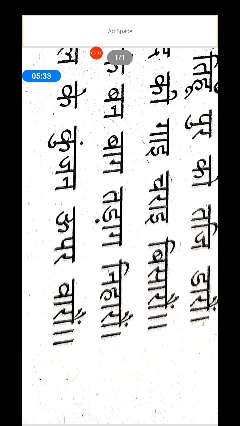 Ad Space
1/1
05:33
तिहूँ पुर को तजि डारौं।
की गाइ चराइ बिसारौं।।
बन बाग तड़ाग निहारौं।
के कुंजन ऊपर वारौं।।